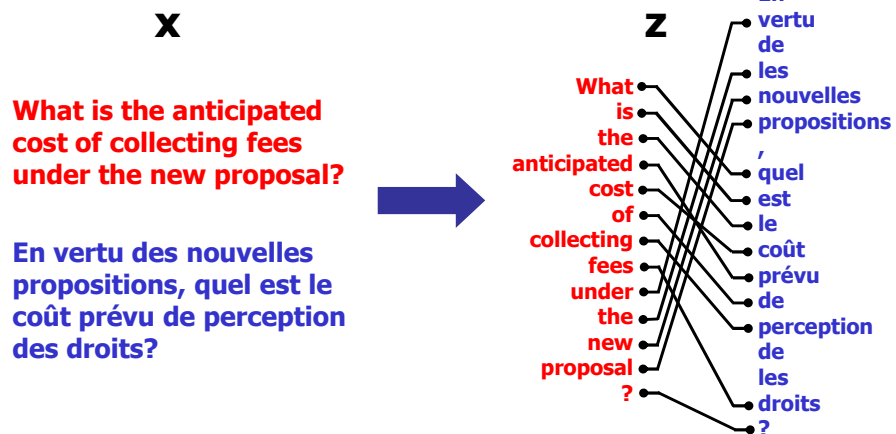 x
What is the anticipated
cost of collecting fees
under the new proposal?
En vertu des nouvelles
propositions, quel est le
coût prévu de perception
des droits?
z
What
is
the
anticipated
cost
of
collecting
fees
under
the
new
proposal
?
vertu
de
les
nouvelles
propositions
,
quel
est
le
coût
prévu
de
perception
de
les
droits
?